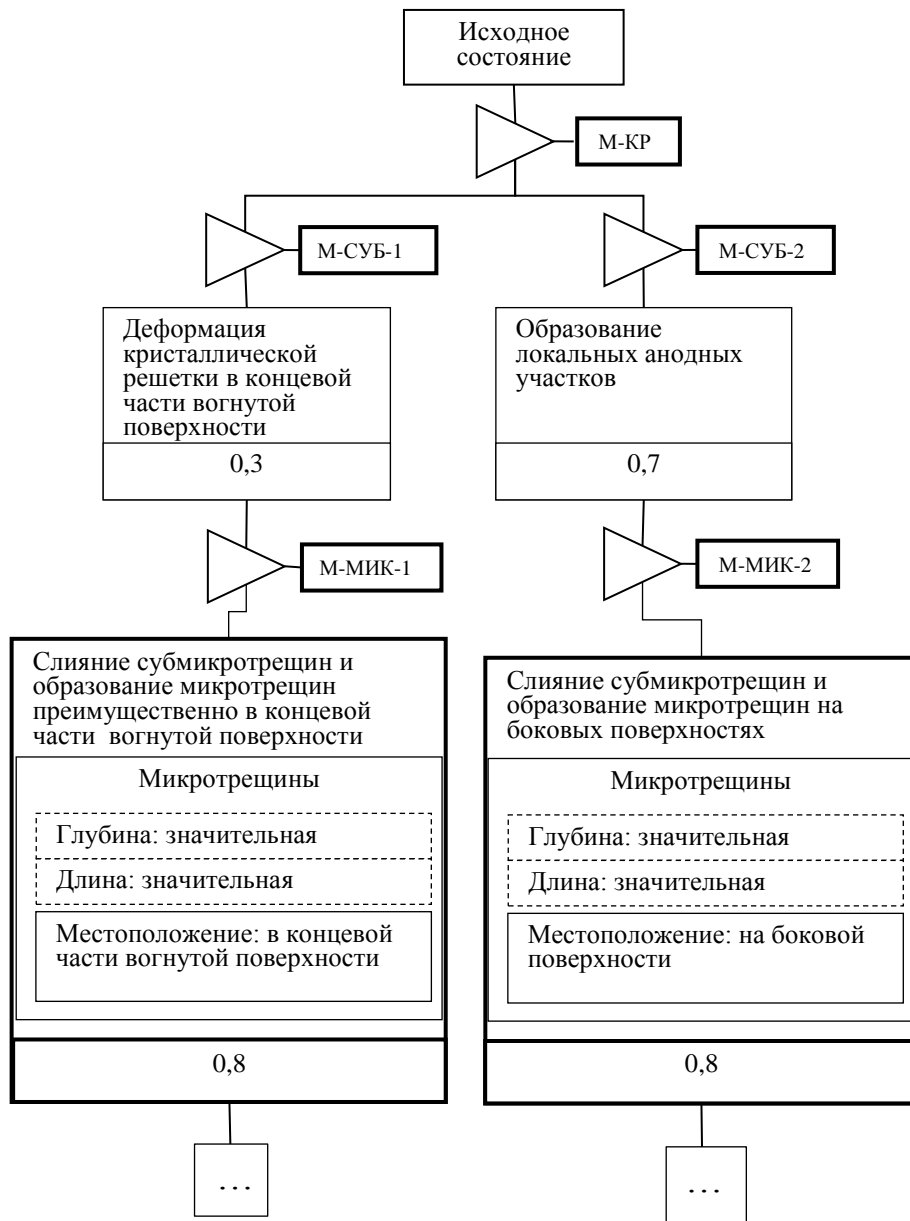 Исходное
состояние
М-КР
М-СУБ-1
М-СУБ-2
Деформация
кристаллической
решетки в концевой
части вогнутой
поверхности
0,3
Образование
локальных анодных
участков
0,7
М-МИК-1
М-МИК-2
Слияние субмикротрещин и
образование микротрещин
преимущественно в концевой
части вогнутой поверхности
Микротрещины
Глубина: значительная
Длина: значительная
Местоположение: в концевой
части вогнутой поверхности
0,8
...
Слияние субмикротрещин и
образование микротрещин на
боковых поверхностях
Микротрещины
Глубина: значительная
Длина: значительная
Местоположение: на боковой
поверхности
0,8
...